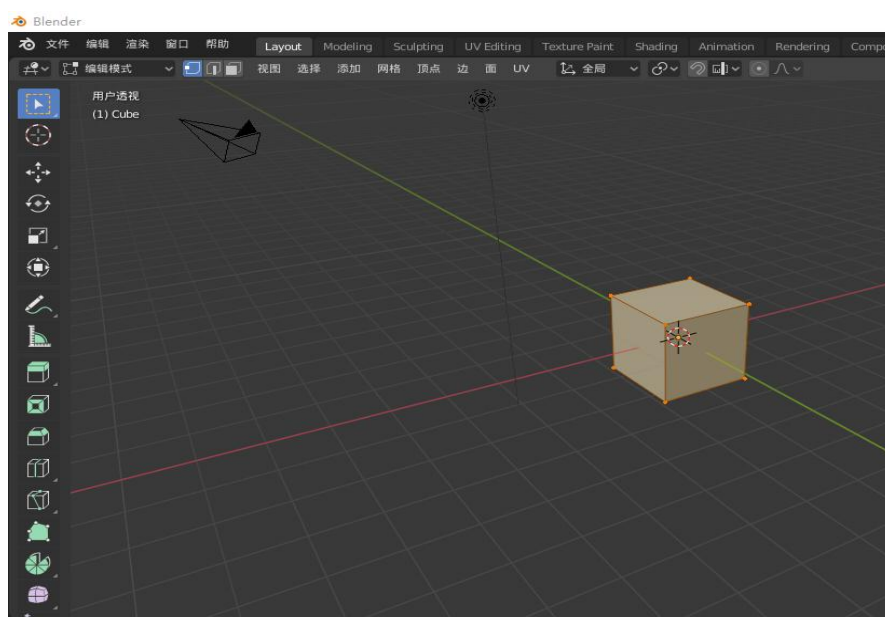 Blender
文件 编辑 渲染 窗口 帮助 Layout Modeling Sculpting UV Editing Texture Paint Shading Animation Rendering Compo
编辑模式 视图 选择 添加 网格 顶点 边 面 UV 全局
用户透视
(1) Cube